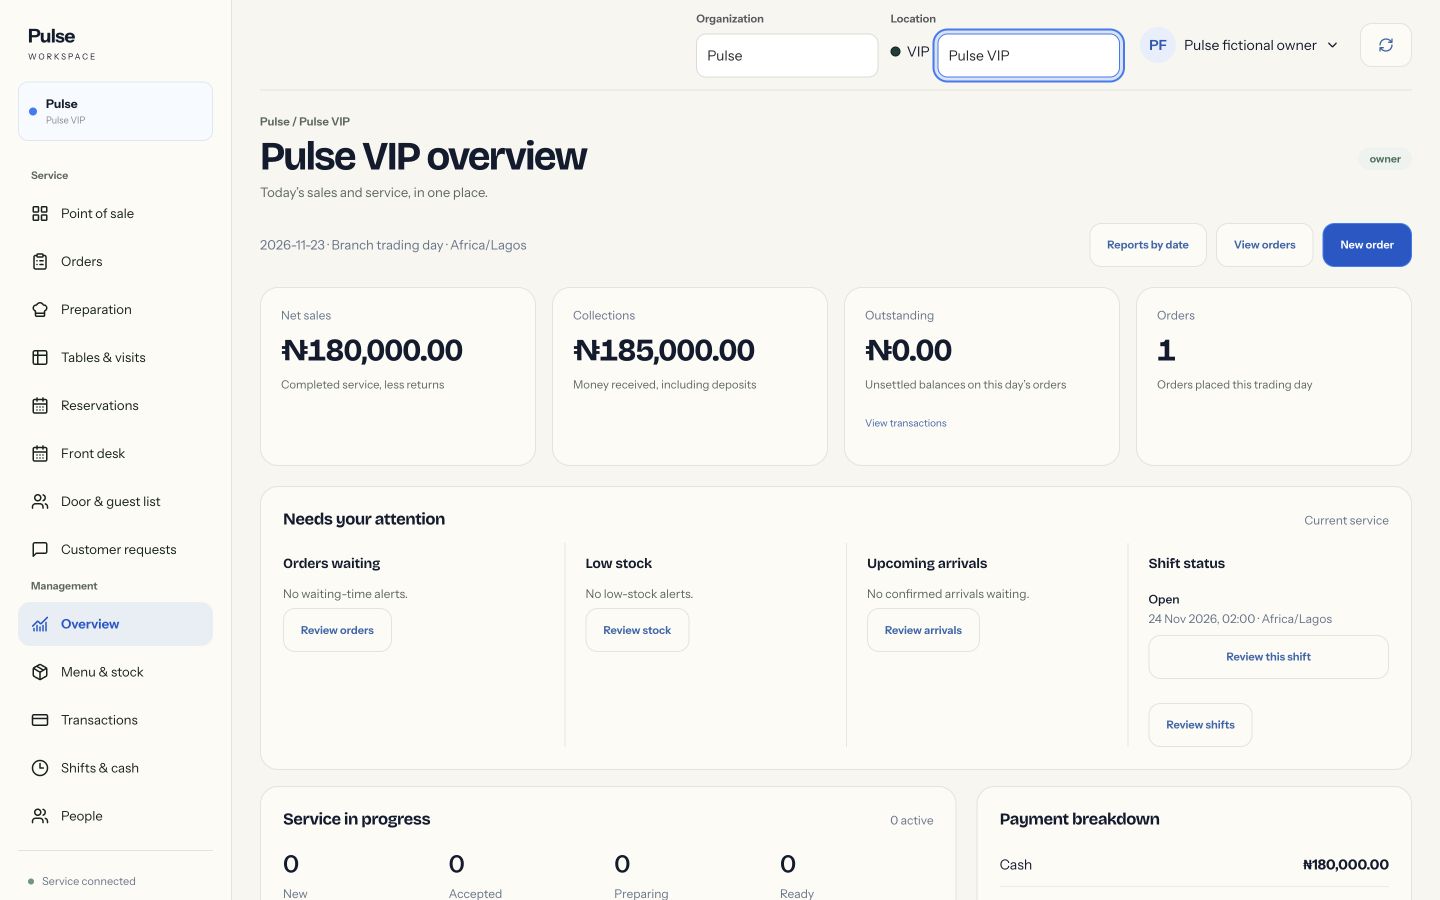 Pulse
WORKSPACE
Pulse
Pulse VIP
Service
Point of sale
Orders
Preparation
Tables & visits
Reservations
Front desk
Door & guest list
Customer requests
Management
Overview
Menu & stock
Transactions
Shifts & cash
People
Service connected
Organization
Pulse
Location
VIP
Pulse VIP
PF
Pulse fictional owner
Pulse / Pulse VIP
Pulse VIP overview
owner
Today's sales and service, in one place.
2026-11-23 · Branch trading day · Africa/Lagos
Reports by date
View orders
New order
Net sales
₦180,000.00
Completed service, less returns
Collections
₦185,000.00
Money received, including deposits
Outstanding
₦0.00
Unsettled balances on this day's orders
View transactions
Orders
1
Orders placed this trading day
Needs your attention
Current service
Orders waiting
No waiting-time alerts.
Review orders
Low stock
No low-stock alerts.
Review stock
Upcoming arrivals
No confirmed arrivals waiting.
Review arrivals
Shift status
Open
24 Nov 2026, 02:00 · Africa/Lagos
Review this shift
Review shifts
Service in progress
0 active
0
New
0
Accepted
0
Preparing
0
Ready
Payment breakdown
Cash
₦180,000.00